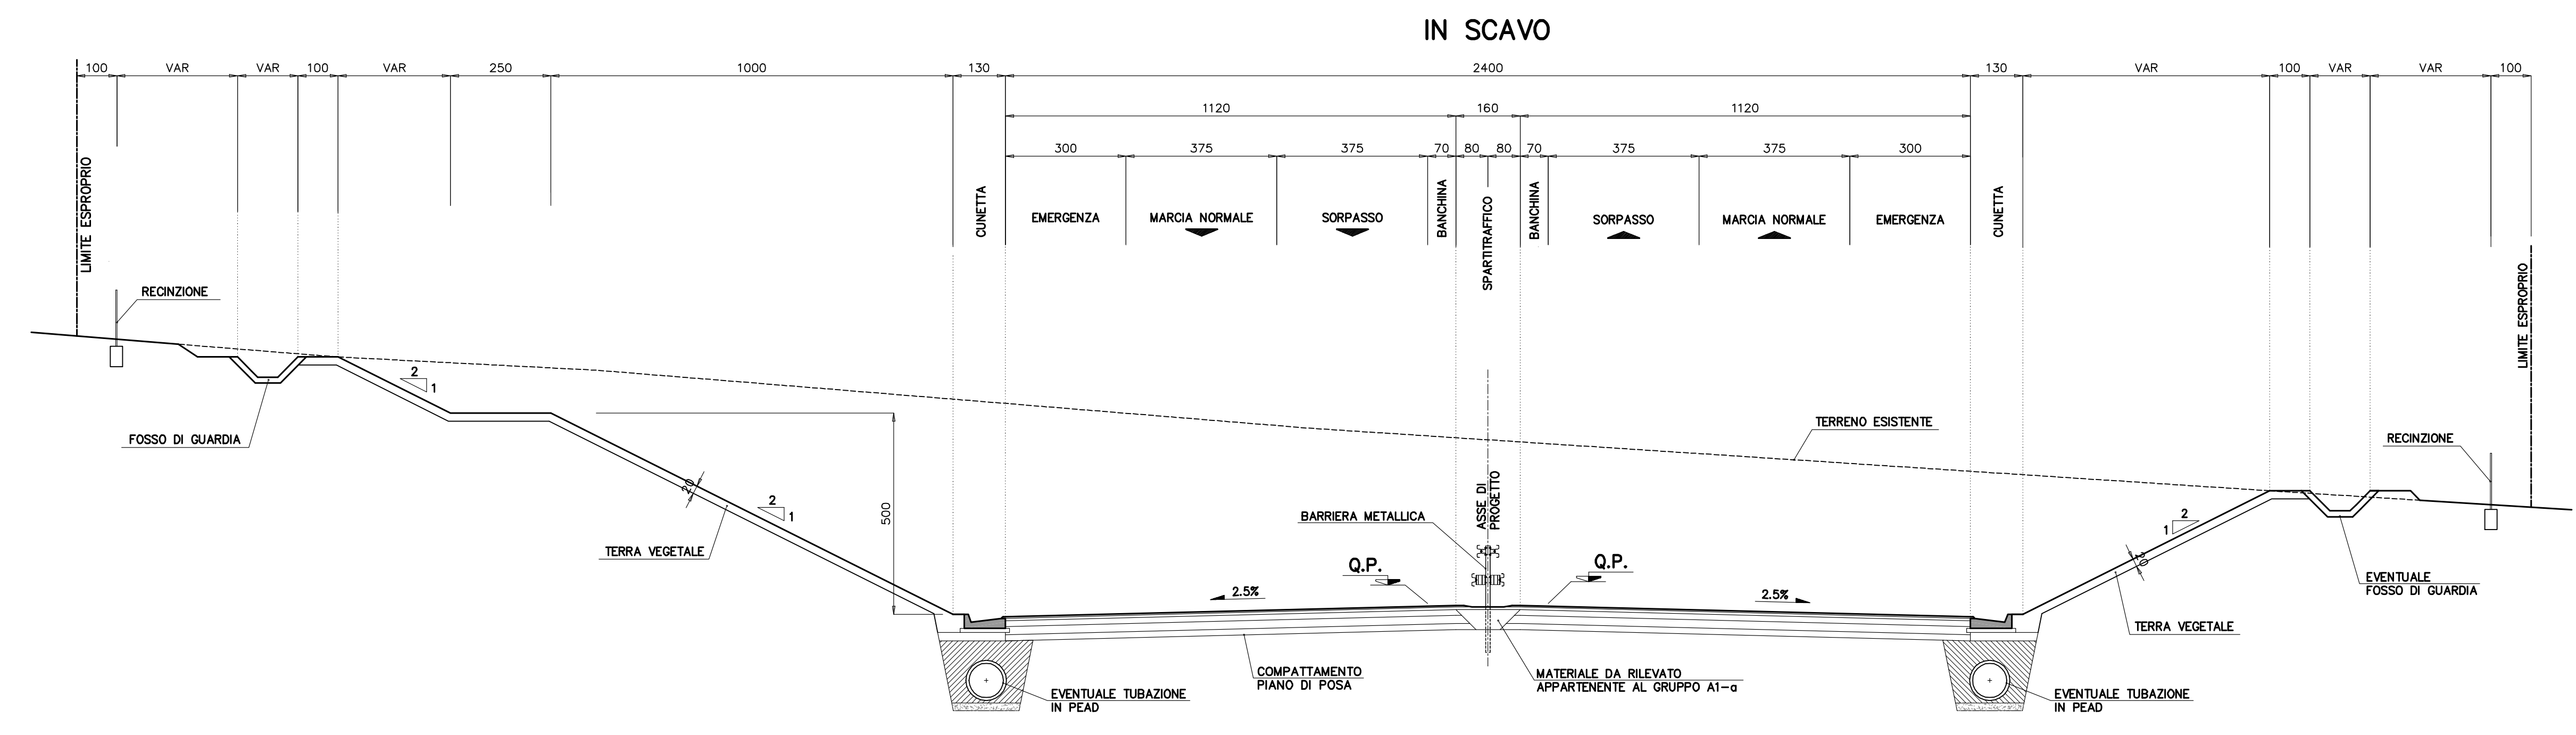 IN SCAVO
100 VAR VAR 100 VAR 250 1000 130 2400 130 VAR 100 VAR VAR 100
1120 160 1120
300 375 375 70 80 80 70 375 375 300
LIMITE ESPROPRIO
CUNETTA
EMERGENZA
MARCIA NORMALE
SORPASSO
BANCHINA
SPARTITRAFFICO
BANCHINA
SORPASSO
MARCIA NORMALE
EMERGENZA
CUNETTA
LIMITE ESPROPRIO
RECINZIONE
2
1
FOSSO DI GUARDIA
20
2
1
TERRA VEGETALE
500
TERRENO ESISTENTE
RECINZIONE
ASSE DI
PROGETTO
BARRIERA METALLICA
Q.P.
Q.P.
2.5%
2.5%
2
1
EVENTUALE
FOSSO DI GUARDIA
TERRA VEGETALE
COMPATTAMENTO
PIANO DI POSA
MATERIALE DA RILEVATO
APPARTENENTE AL GRUPPO A1-a
EVENTUALE TUBAZIONE
IN PEAD
EVENTUALE TUBAZIONE
IN PEAD